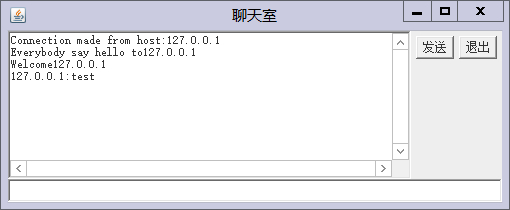 聊天室
Connection made from host:127.0.0.1
Everybody say hello to127.0.0.1
Welcome127.0.0.1
127.0.0.1:test
发送
退出